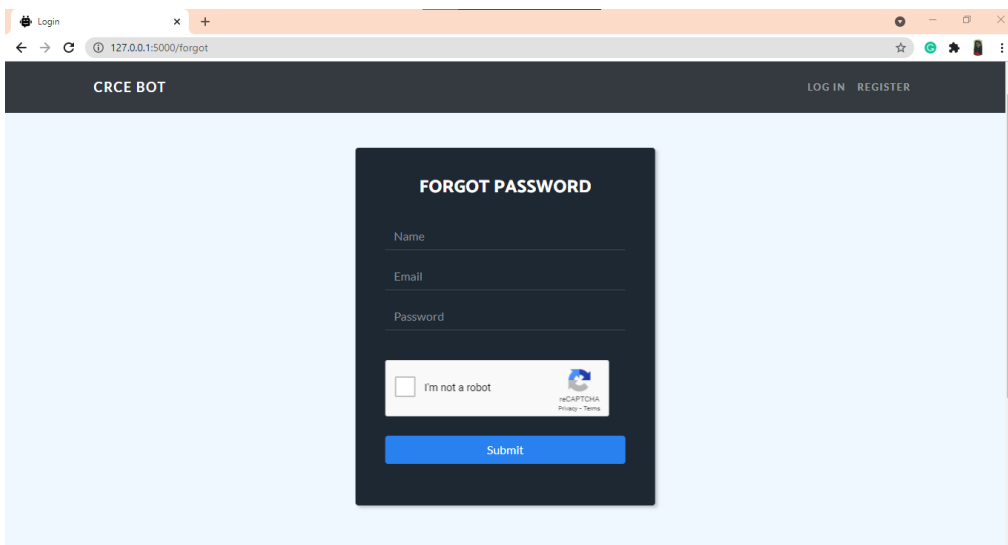 Login
127.0.0.1:5000/forgot
CRCE BOT
LOG IN REGISTER
FORGOT PASSWORD
Name
Email
Password
I'm not a robot
reCAPTCHA
Privacy - Terms
Submit